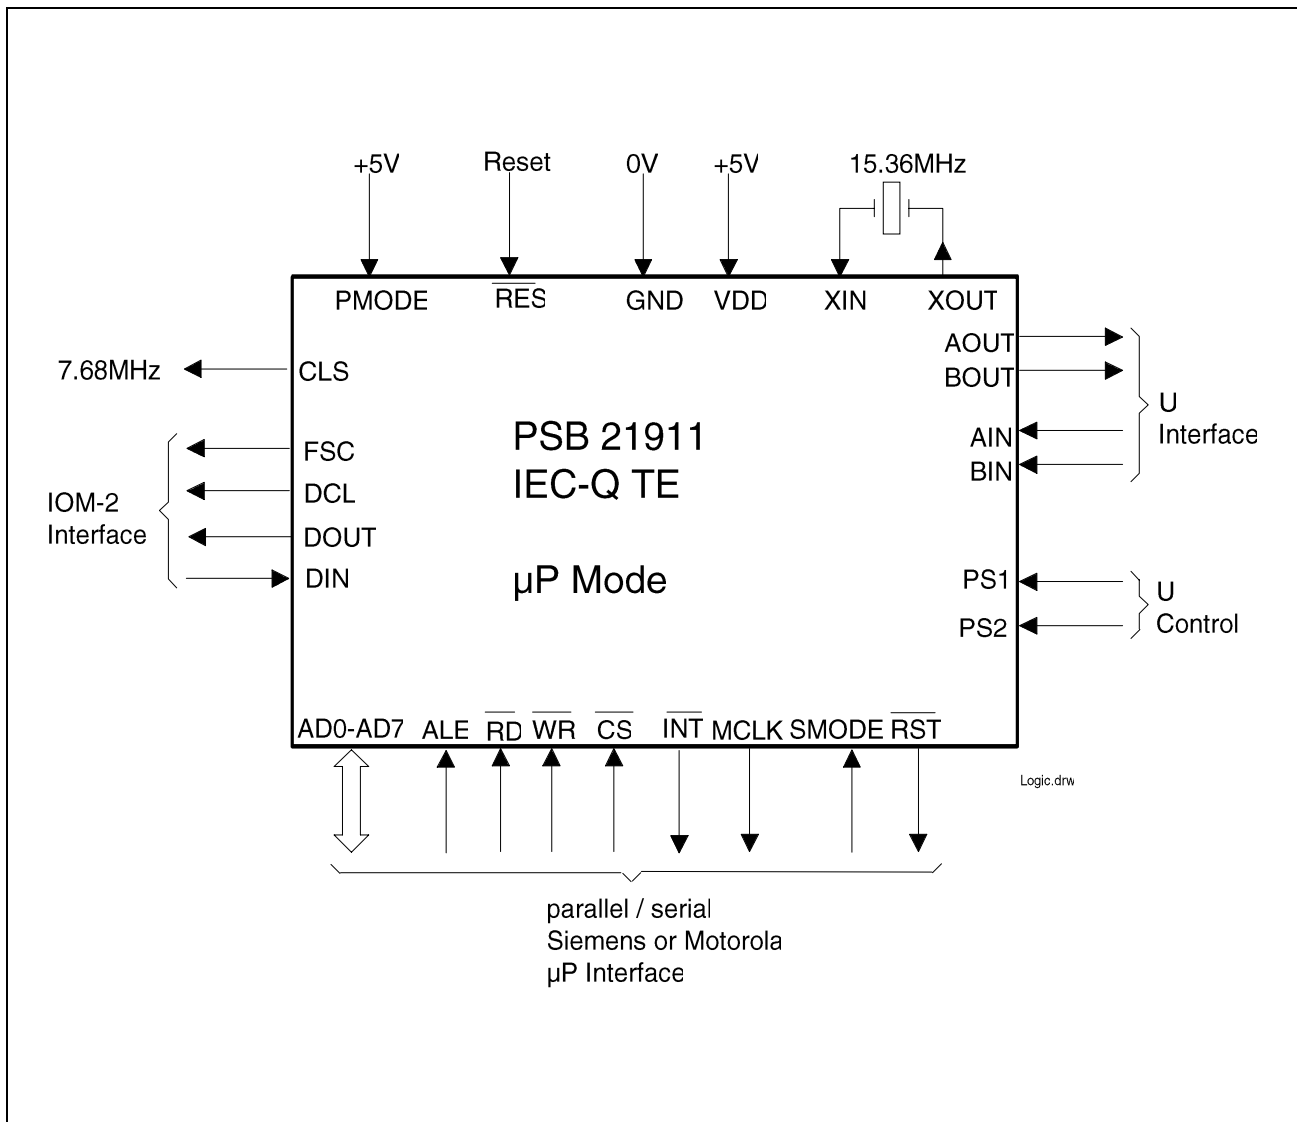 +5V
Reset
0V
+5V
15.36MHz
PMODE
RES
GND
VDD
XIN
XOUT
AOUT
BOUT
AIN
BIN
U
Interface
7.68MHz
CLS
FSC
DCL
DOUT
DIN
IOM-2
Interface
PSB 21911
IEC-Q TE
µP Mode
PS1
PS2
U
Control
AD0-AD7
ALE
RD
WR
CS
INT
MCLK
SMODE
RST
Logic.drw
parallel / serial
Siemens or Motorola
µP Interface